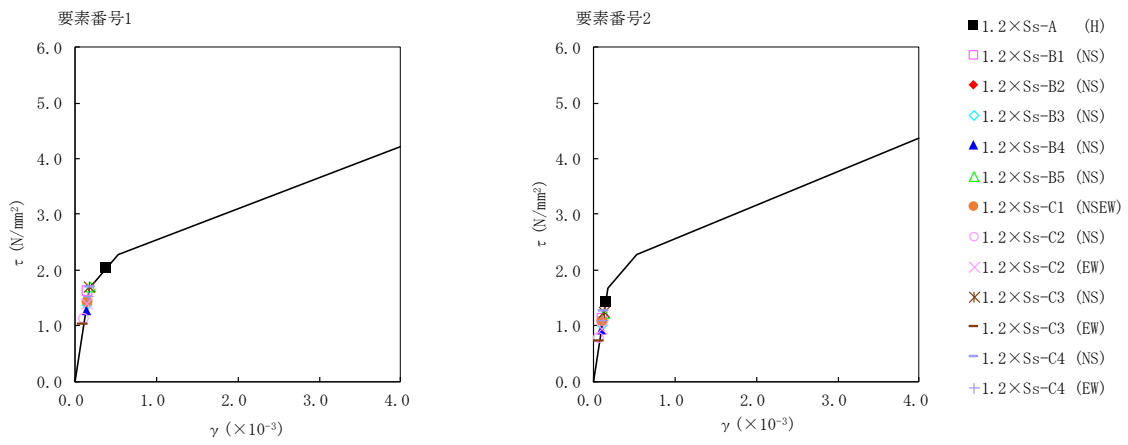 要素番号1
6.0
5.0
4.0
3.0
2.0
1.0
0.0
τ (N/mm²)
0.0 1.0 2.0 3.0 4.0
γ (×10⁻³)
要素番号2
6.0
5.0
4.0
3.0
2.0
1.0
0.0
τ (N/mm²)
0.0 1.0 2.0 3.0 4.0
γ (×10⁻³)
1.2×Ss-A (H)
1.2×Ss-B1 (NS)
1.2×Ss-B2 (NS)
1.2×Ss-B3 (NS)
1.2×Ss-B4 (NS)
1.2×Ss-B5 (NS)
1.2×Ss-C1 (NSEW)
1.2×Ss-C2 (NS)
1.2×Ss-C2 (EW)
1.2×Ss-C3 (NS)
1.2×Ss-C3 (EW)
1.2×Ss-C4 (NS)
1.2×Ss-C4 (EW)